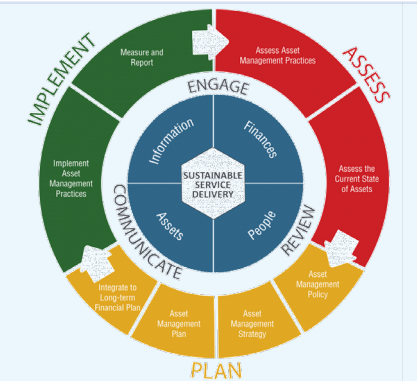 IMPLEMENT
Measure and
Report
Assess Asset
Management Practices
ASSESS
ENGAGE
Information
Finances
Implement
Asset
Management
Practices
SUSTAINABLE
SERVICE
DELIVERY
Assess the
Current State
of Assets
COMMUNICATE
Assets
People
REVIEW
Integrate to
Long-term
Financial Plan
Asset
Management
Plan
Asset
Management
Strategy
Asset
Management
Policy
PLAN